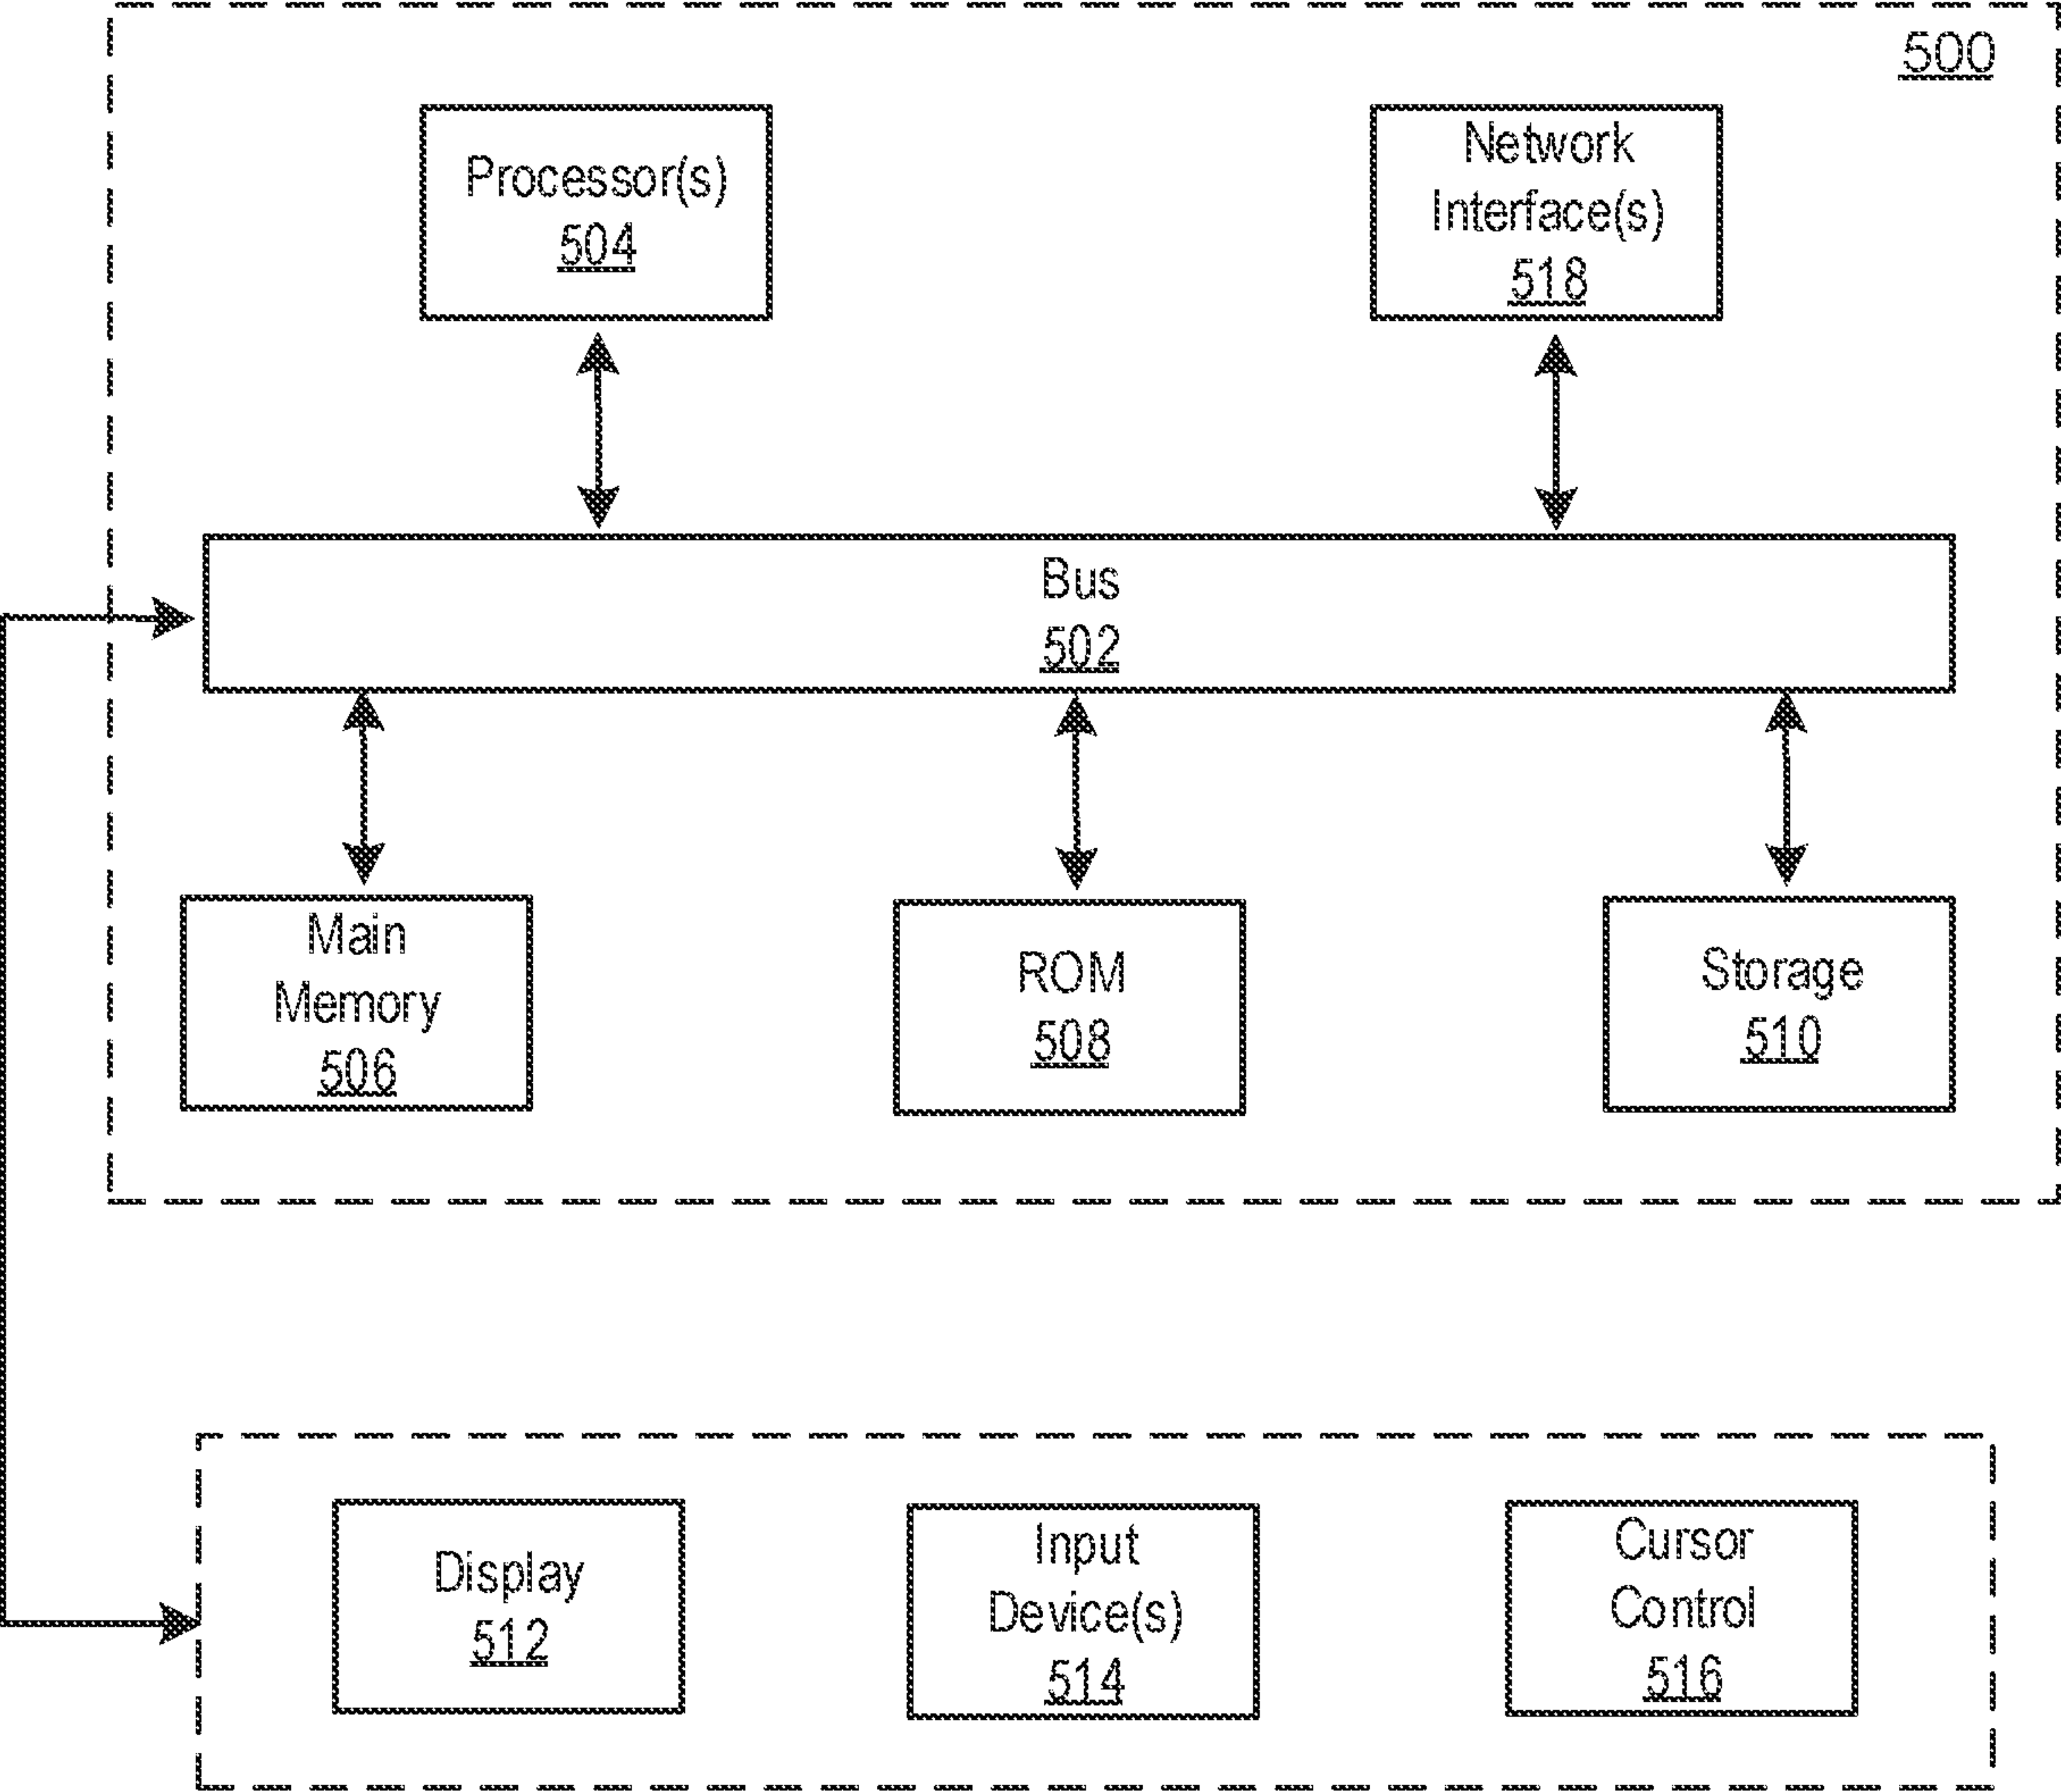 500
Processor(s)
504
Network
Interface(s)
518
Bus
502
Main
Memory
506
ROM
508
Storage
510
Display
512
Input
Device(s)
514
Cursor
Control
516